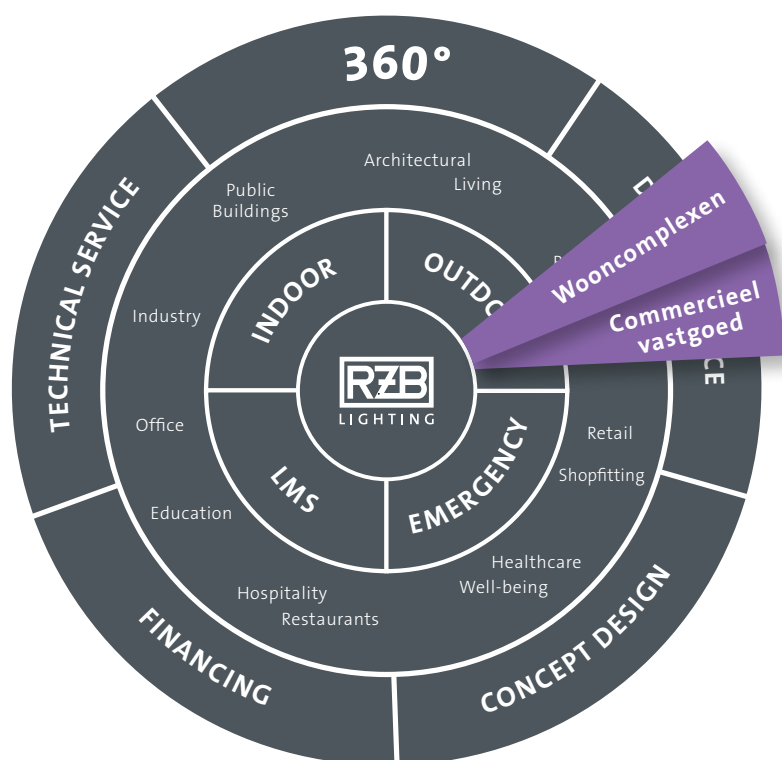 360°
TECHNICAL SERVICE
Architectural
Living
Public
Buildings
INDOOR
Wooncomplexen
Commercieel
vastgoed
Industry
RZB
LIGHTING
Office
Retail
Shopfitting
LMS
EMERGENCY
Education
Healthcare
Well-being
Hospitality
Restaurants
FINANCING
CONCEPT DESIGN